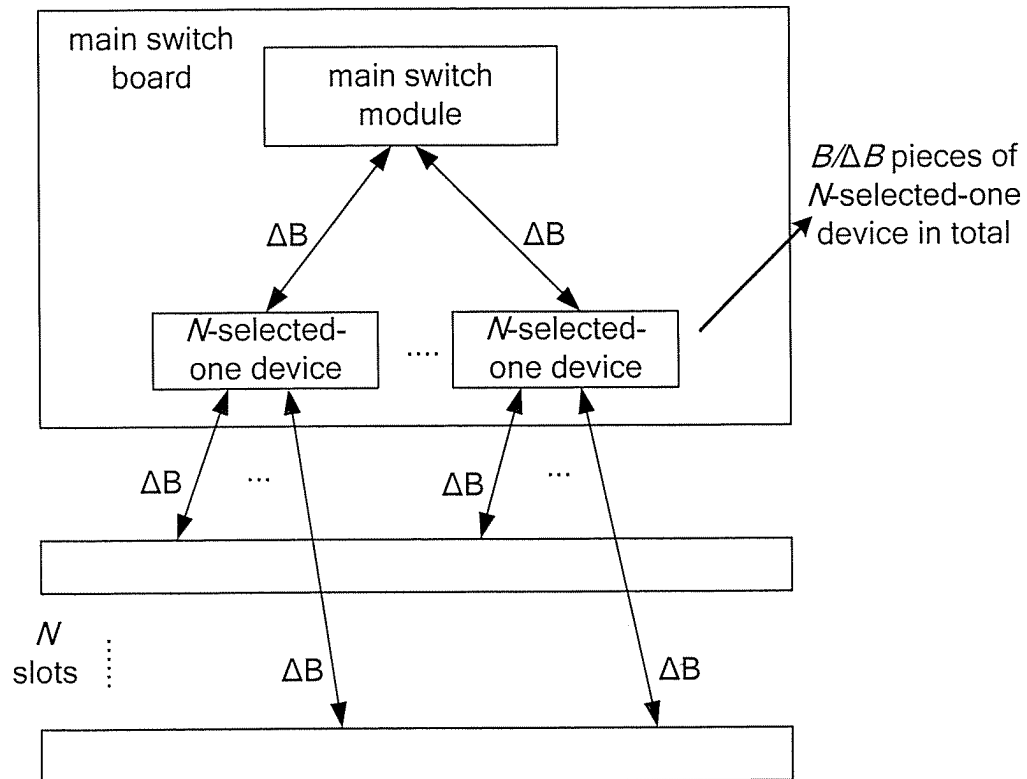 main switch
board
main switch
module
B/ΔB pieces of
N-selected-one
device in total
ΔB
ΔB
N-selected-
one device
....
N-selected-
one device
ΔB
...
ΔB
...
N
slots
ΔB
ΔB